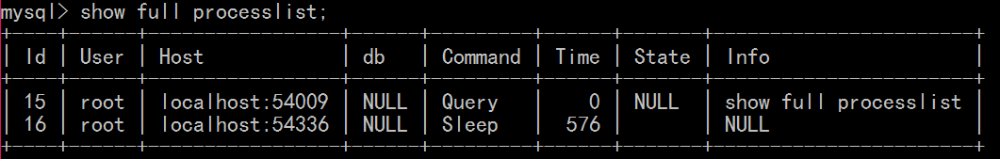 mysql> show full processlist;
+----+------+-----------------+------+---------+------+-------+-----------------------+
| Id | User | Host            | db   | Command | Time | State | Info                  |
+----+------+-----------------+------+---------+------+-------+-----------------------+
| 15 | root | localhost:54009 | NULL | Query   |    0 | NULL  | show full processlist |
| 16 | root | localhost:54336 | NULL | Sleep   |  576 |       | NULL                  |
+----+------+-----------------+------+---------+------+-------+-----------------------+